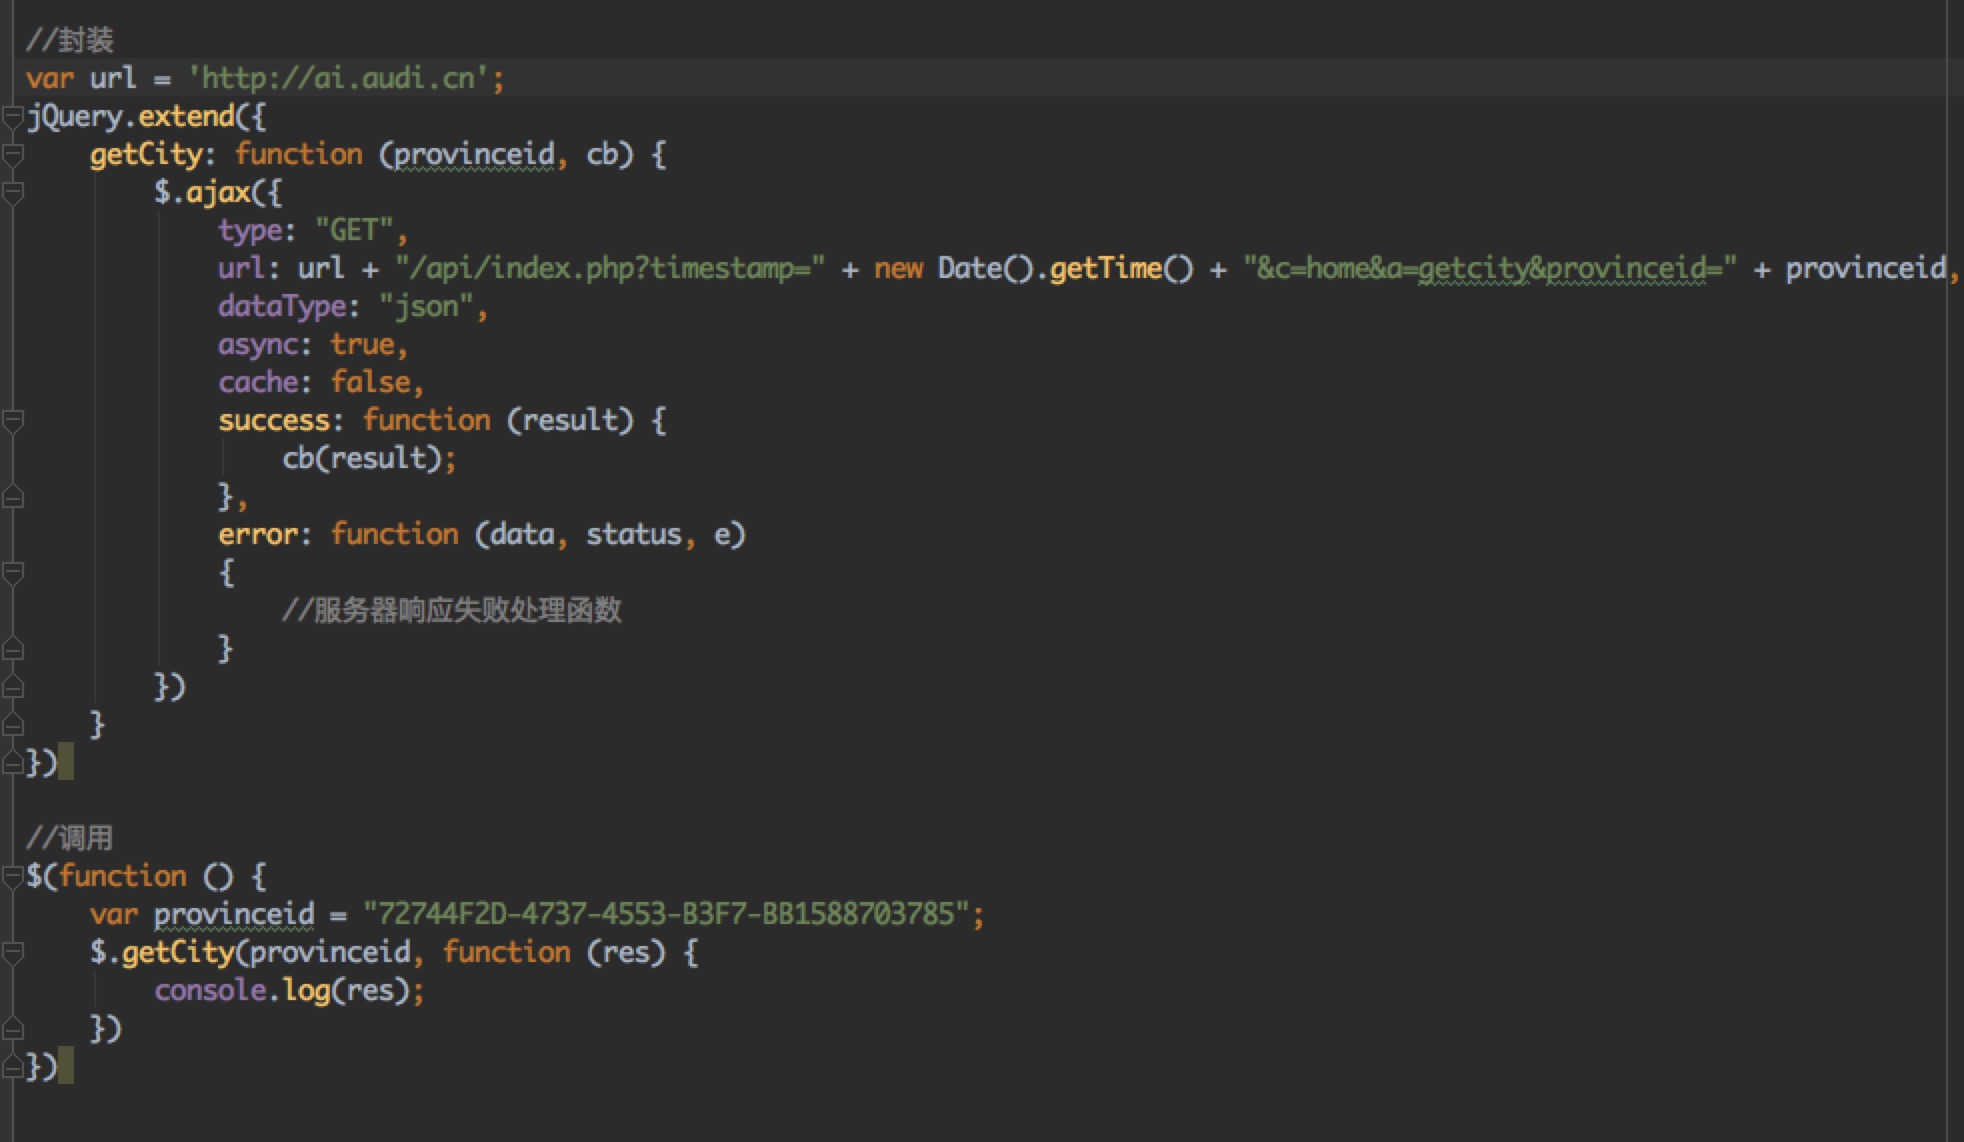 //封装
var url = 'http://ai.audi.cn';
jQuery.extend({
    getCity: function (provinceid, cb) {
        $.ajax({
            type: "GET",
            url: url + "/api/index.php?timestamp=" + new Date().getTime() + "&c=home&a=getcity&provinceid=" + provinceid,
            dataType: "json",
            async: true,
            cache: false,
            success: function (result) {
                cb(result);
            },
            error: function (data, status, e)
            {
                //服务器响应失败处理函数
            }
        })
    }
})

//调用
$(function () {
    var provinceid = "72744F2D-4737-4553-B3F7-BB1588703785";
    $.getCity(provinceid, function (res) {
        console.log(res);
    })
})